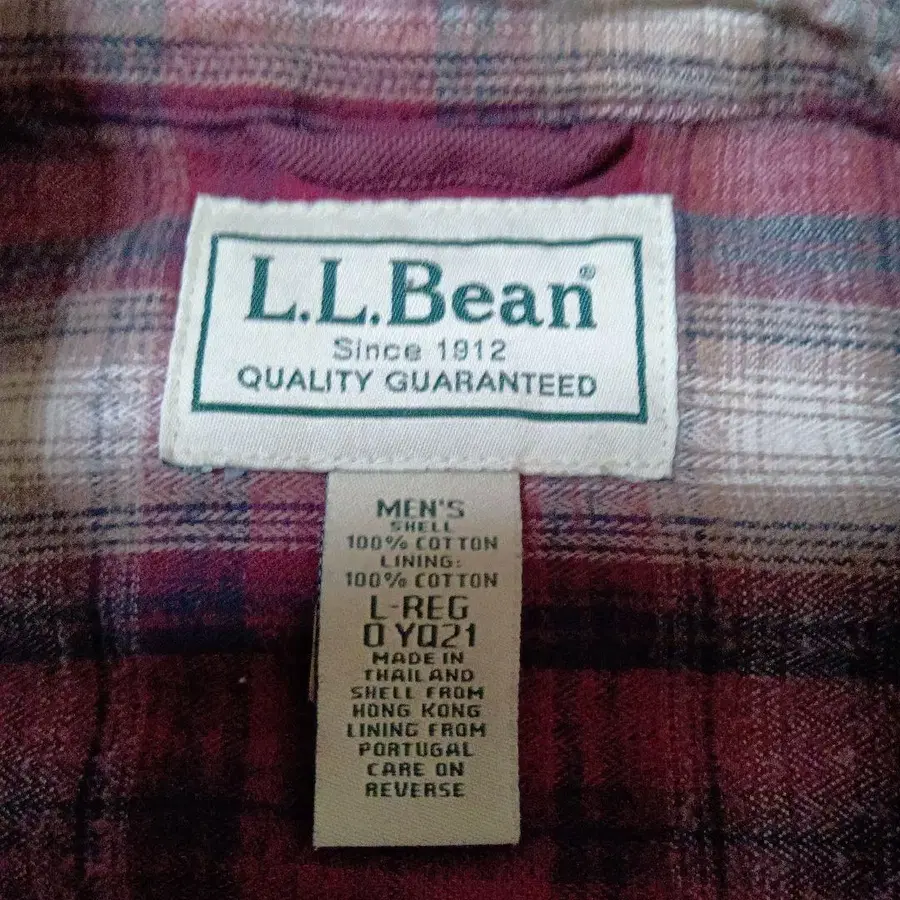 L.L.Bean®
Since 1912
QUALITY GUARANTEED
MEN'S
SHELL
100% COTTON
LINING:
100% COTTON
L-REG
0 YQ21
MADE IN
THAILAND
SHELL FROM
HONG KONG
LINING FROM
PORTUGAL
CARE ON
REVERSE